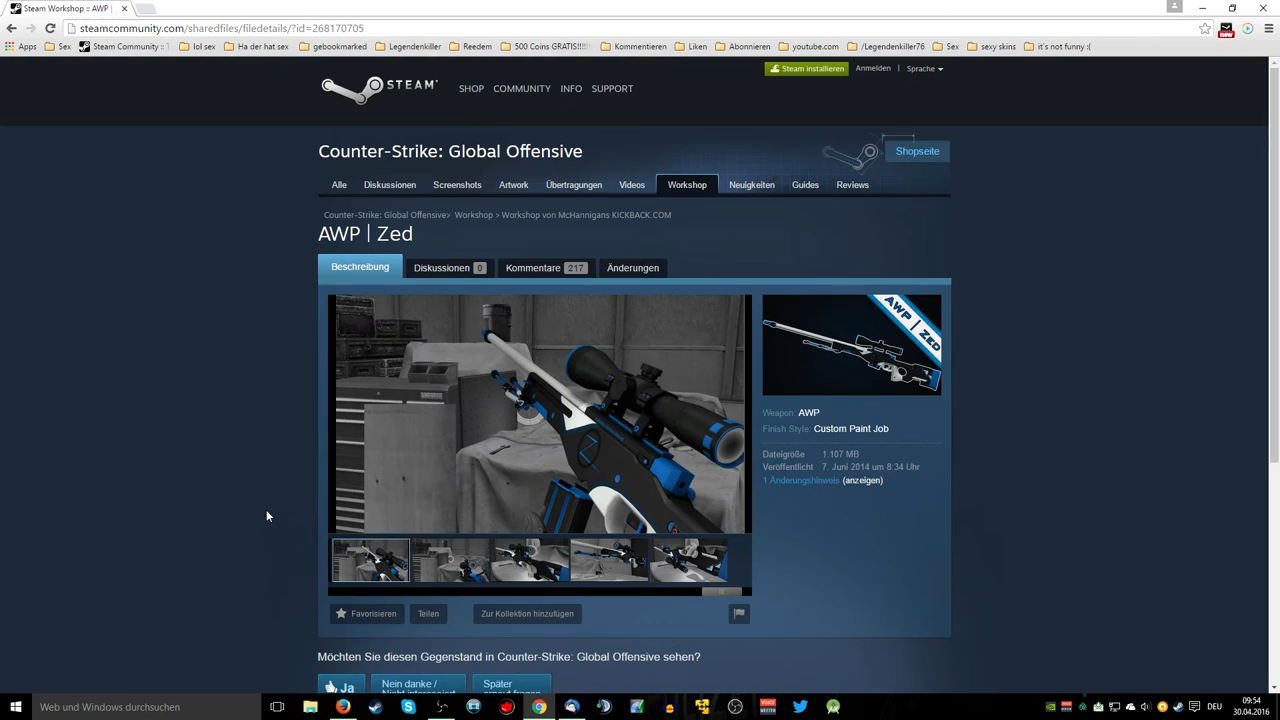 Steam Workshop :: AWP |
steamcommunity.com/sharedfiles/filedetails/?id=268170705
Apps Sex Steam Community :: T lol sex Ha der hat sex gebookmarked Legendenkiller Reedem 500 Coins GRATIS!!!! Kommentieren Liken Abonnieren youtube.com /Legendenkiller76 Sex sexy skins it´s not funny :(
new
STEAM
SHOP COMMUNITY INFO SUPPORT
Steam installieren Anmelden | Sprache
Counter-Strike: Global Offensive
Shopseite
Alle Diskussionen Screenshots Artwork Übertragungen Videos Workshop Neuigkeiten Guides Reviews
Counter-Strike: Global Offensive> Workshop > Workshop von McHannigans KICKBACK.COM
AWP | Zed
Beschreibung Diskussionen 0 Kommentare 217 Änderungen
AWP | ZED
Weapon: AWP
Finish Style: Custom Paint Job
Dateigröße 1.107 MB
Veröffentlicht 7. Juni 2014 um 8:34 Uhr
1 Änderungshinweis (anzeigen)
Favorisieren Teilen Zur Kollektion hinzufügen
Möchten Sie diesen Gegenstand in Counter-Strike: Global Offensive sehen?
Ja
Nein danke /
Nicht interessiert
Später
erneut fragen
Web und Windows durchsuchen
DEU
09:54
30.04.2016